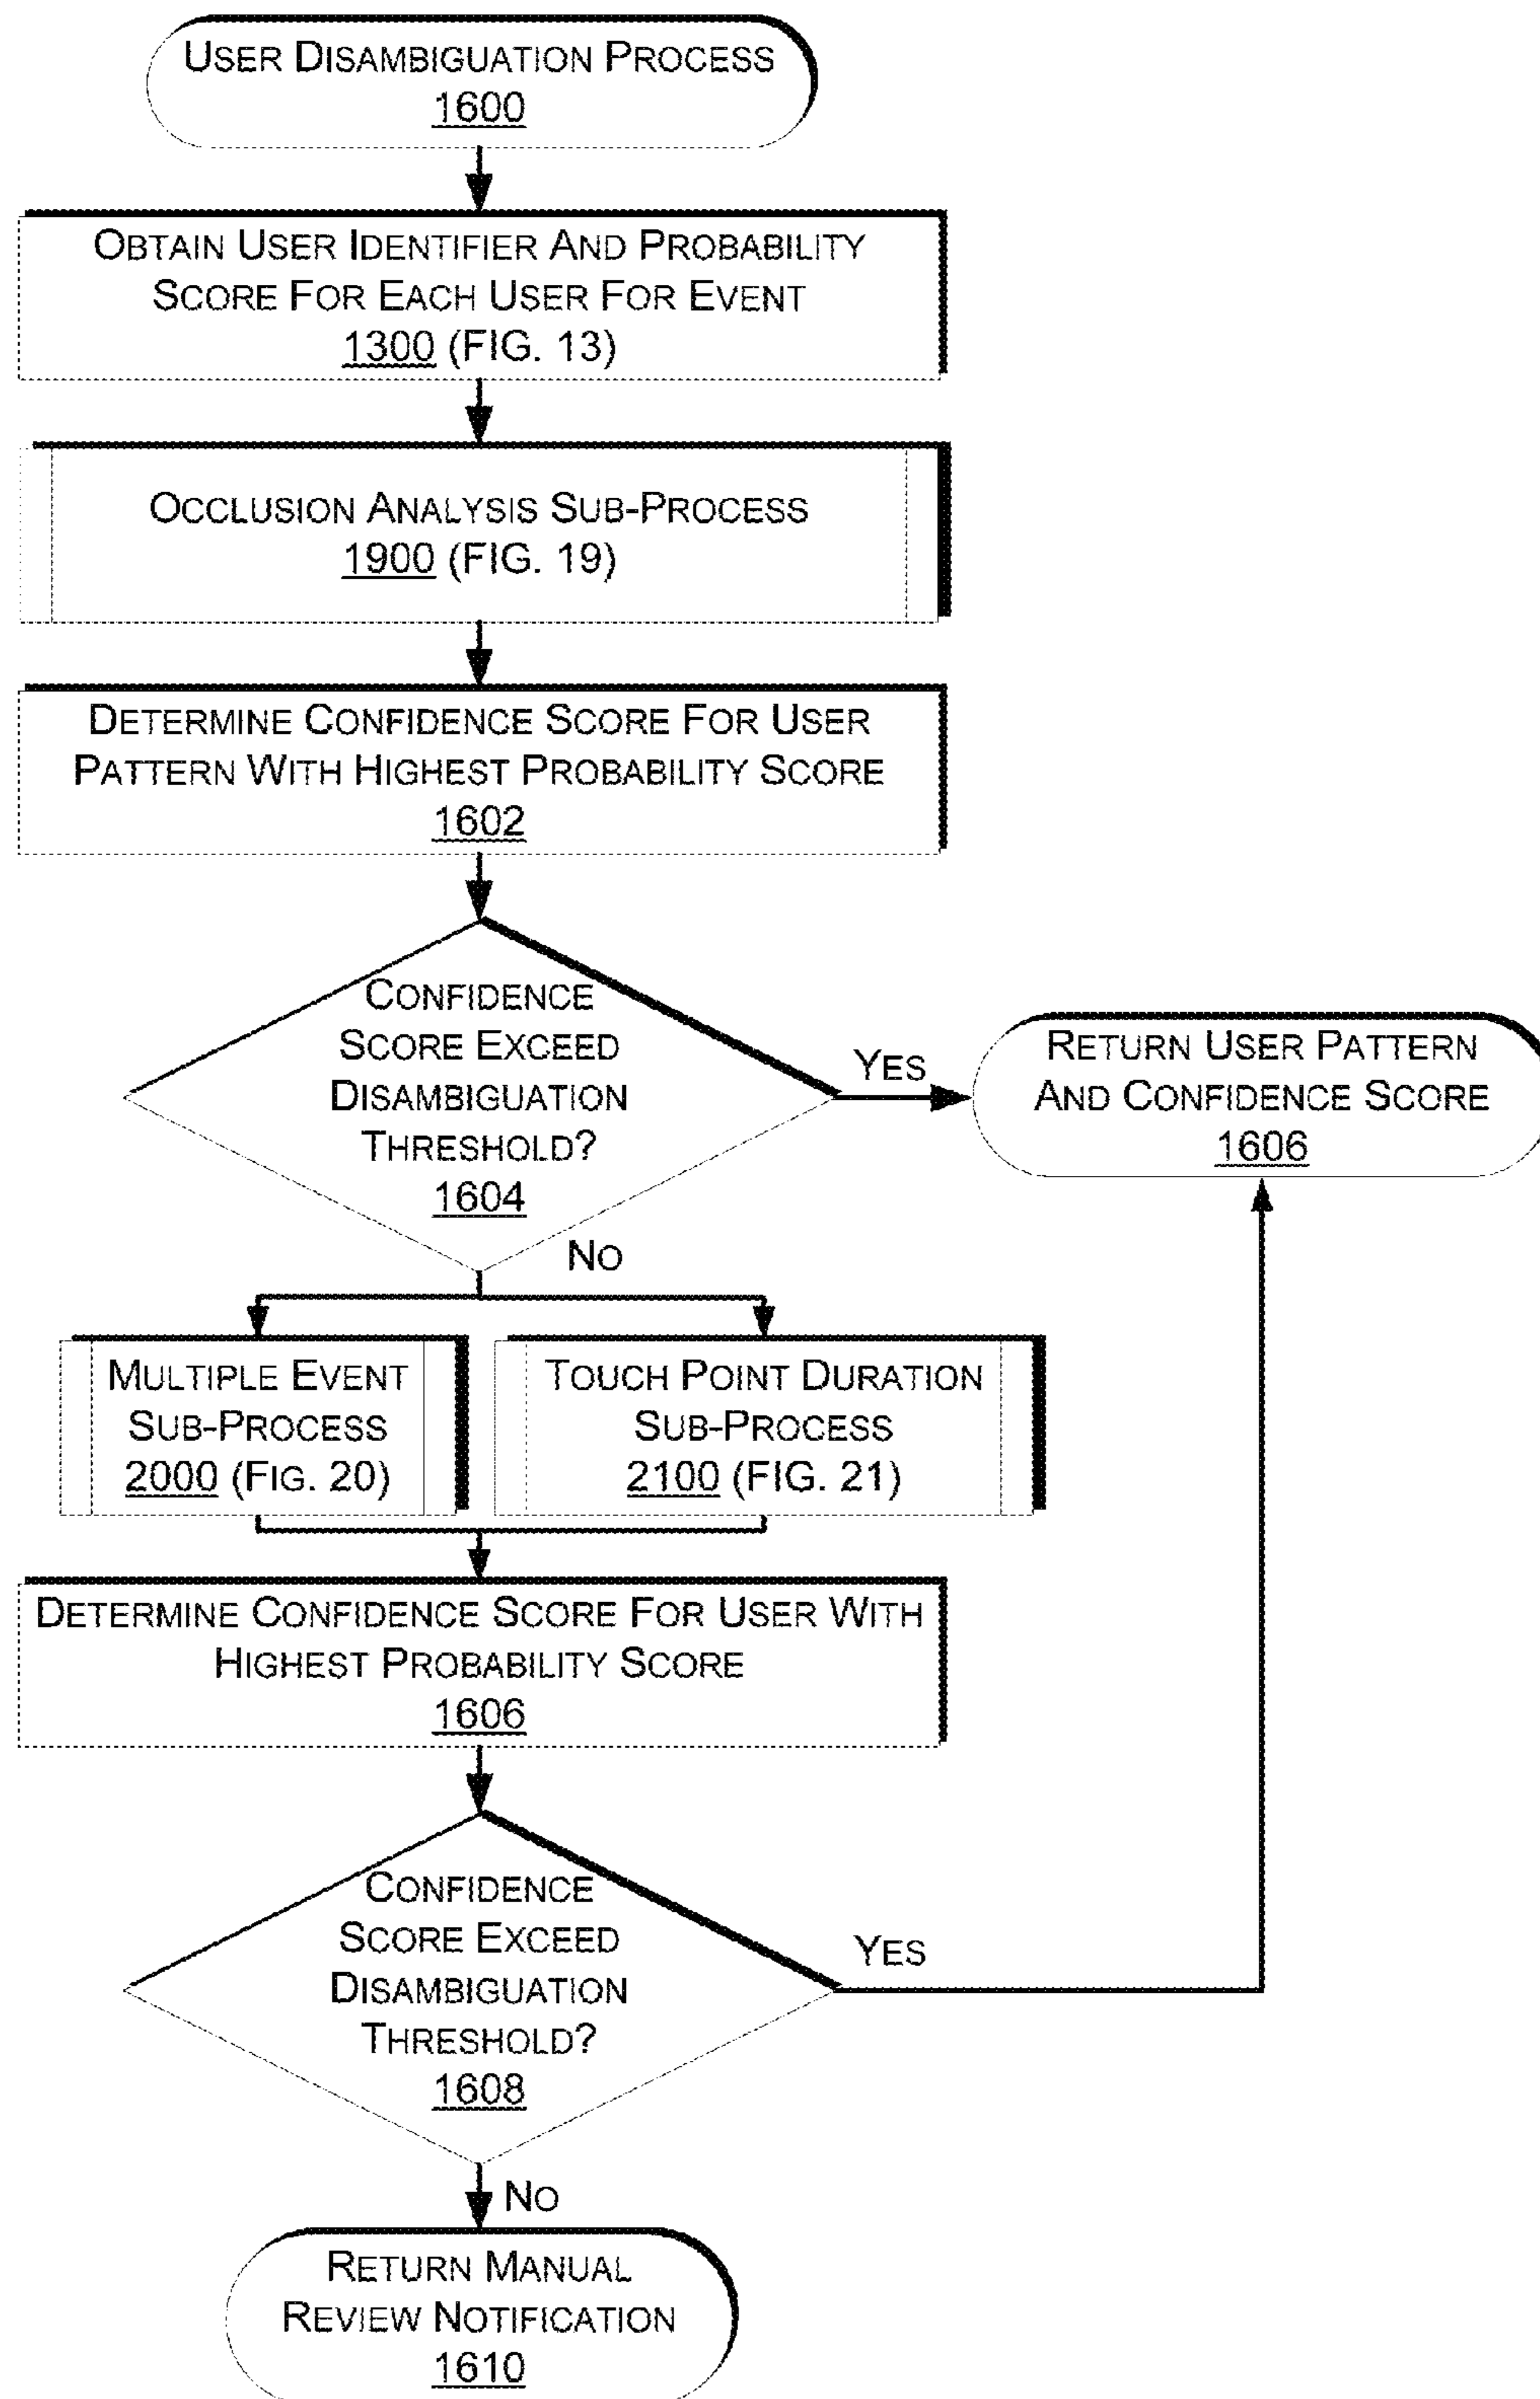 USER DISAMBIGUATION PROCESS
1600
OBTAIN USER IDENTIFIER AND PROBABILITY
SCORE FOR EACH USER FOR EVENT
1300 (FIG. 13)
OCCLUSION ANALYSIS SUB-PROCESS
1900 (FIG. 19)
DETERMINE CONFIDENCE SCORE FOR USER
PATTERN WITH HIGHEST PROBABILITY SCORE
1602
CONFIDENCE
SCORE EXCEED
DISAMBIGUATION
THRESHOLD?
1604
YES
RETURN USER PATTERN
AND CONFIDENCE SCORE
1606
NO
MULTIPLE EVENT
SUB-PROCESS
2000 (FIG. 20)
TOUCH POINT DURATION
SUB-PROCESS
2100 (FIG. 21)
DETERMINE CONFIDENCE SCORE FOR USER WITH
HIGHEST PROBABILITY SCORE
1606
CONFIDENCE
SCORE EXCEED
DISAMBIGUATION
THRESHOLD?
1608
YES
NO
RETURN MANUAL
REVIEW NOTIFICATION
1610